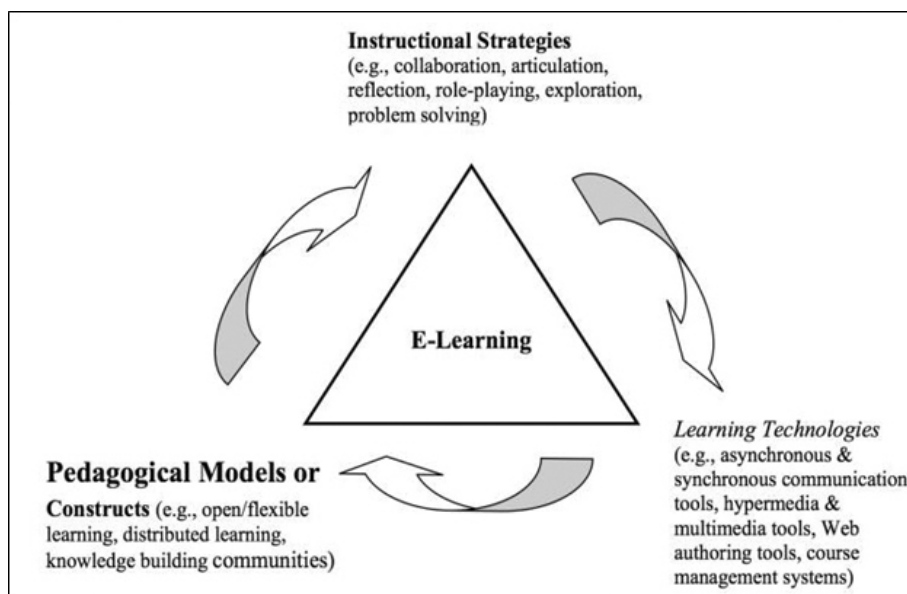 Instructional Strategies
(e.g., collaboration, articulation,
reflection, role-playing, exploration,
problem solving)
E-Learning
Pedagogical Models or
Constructs (e.g., open/flexible
learning, distributed learning,
knowledge building communities)
Learning Technologies
(e.g., asynchronous &
synchronous communication
tools, hypermedia &
multimedia tools, Web
authoring tools, course
management systems)